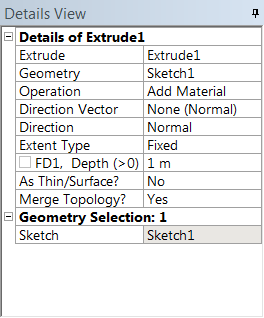 Details View
Details of Extrude1
Extrude Extrude1
Geometry Sketch1
Operation Add Material
Direction Vector None (Normal)
Direction Normal
Extent Type Fixed
FD1, Depth (>0) 1 m
As Thin/Surface? No
Merge Topology? Yes
Geometry Selection: 1
Sketch Sketch1